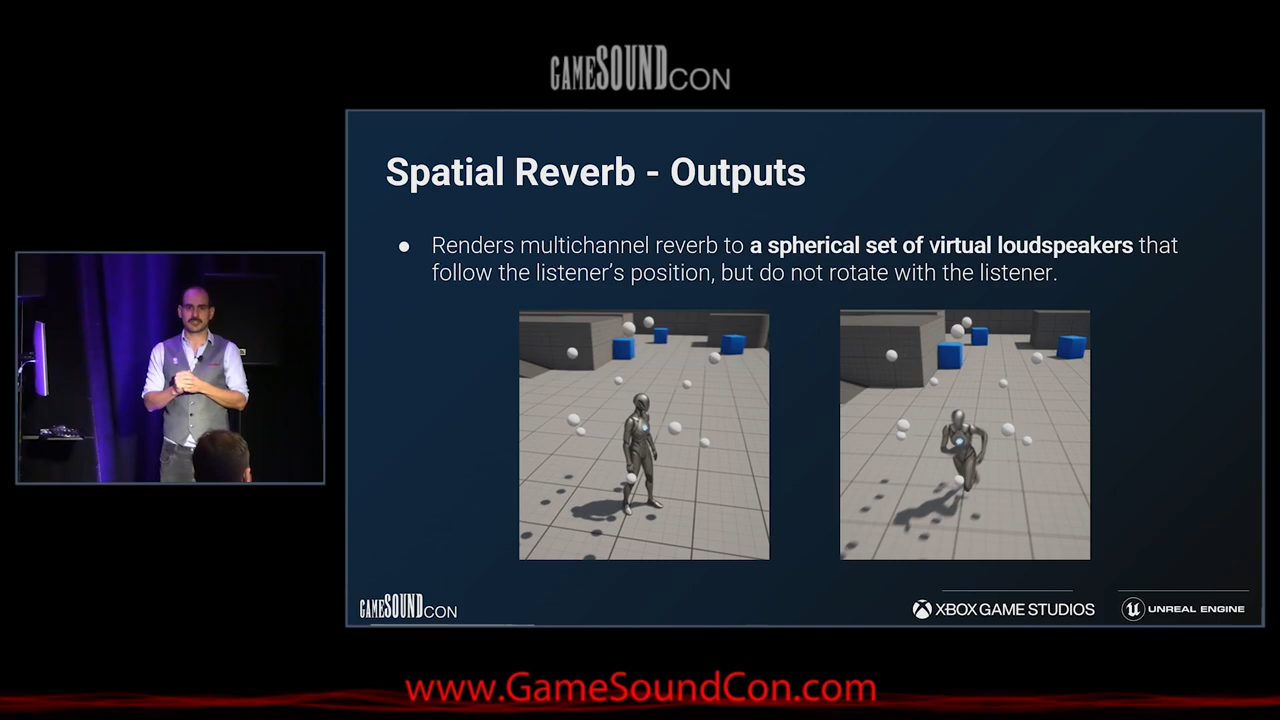 GAMESOUNDCON
Spatial Reverb - Outputs
● Renders multichannel reverb to a spherical set of virtual loudspeakers that
follow the listener's position, but do not rotate with the listener.
GAMESOUNDCON
XBOX GAME STUDIOS
UNREAL ENGINE
www.GameSoundCon.com